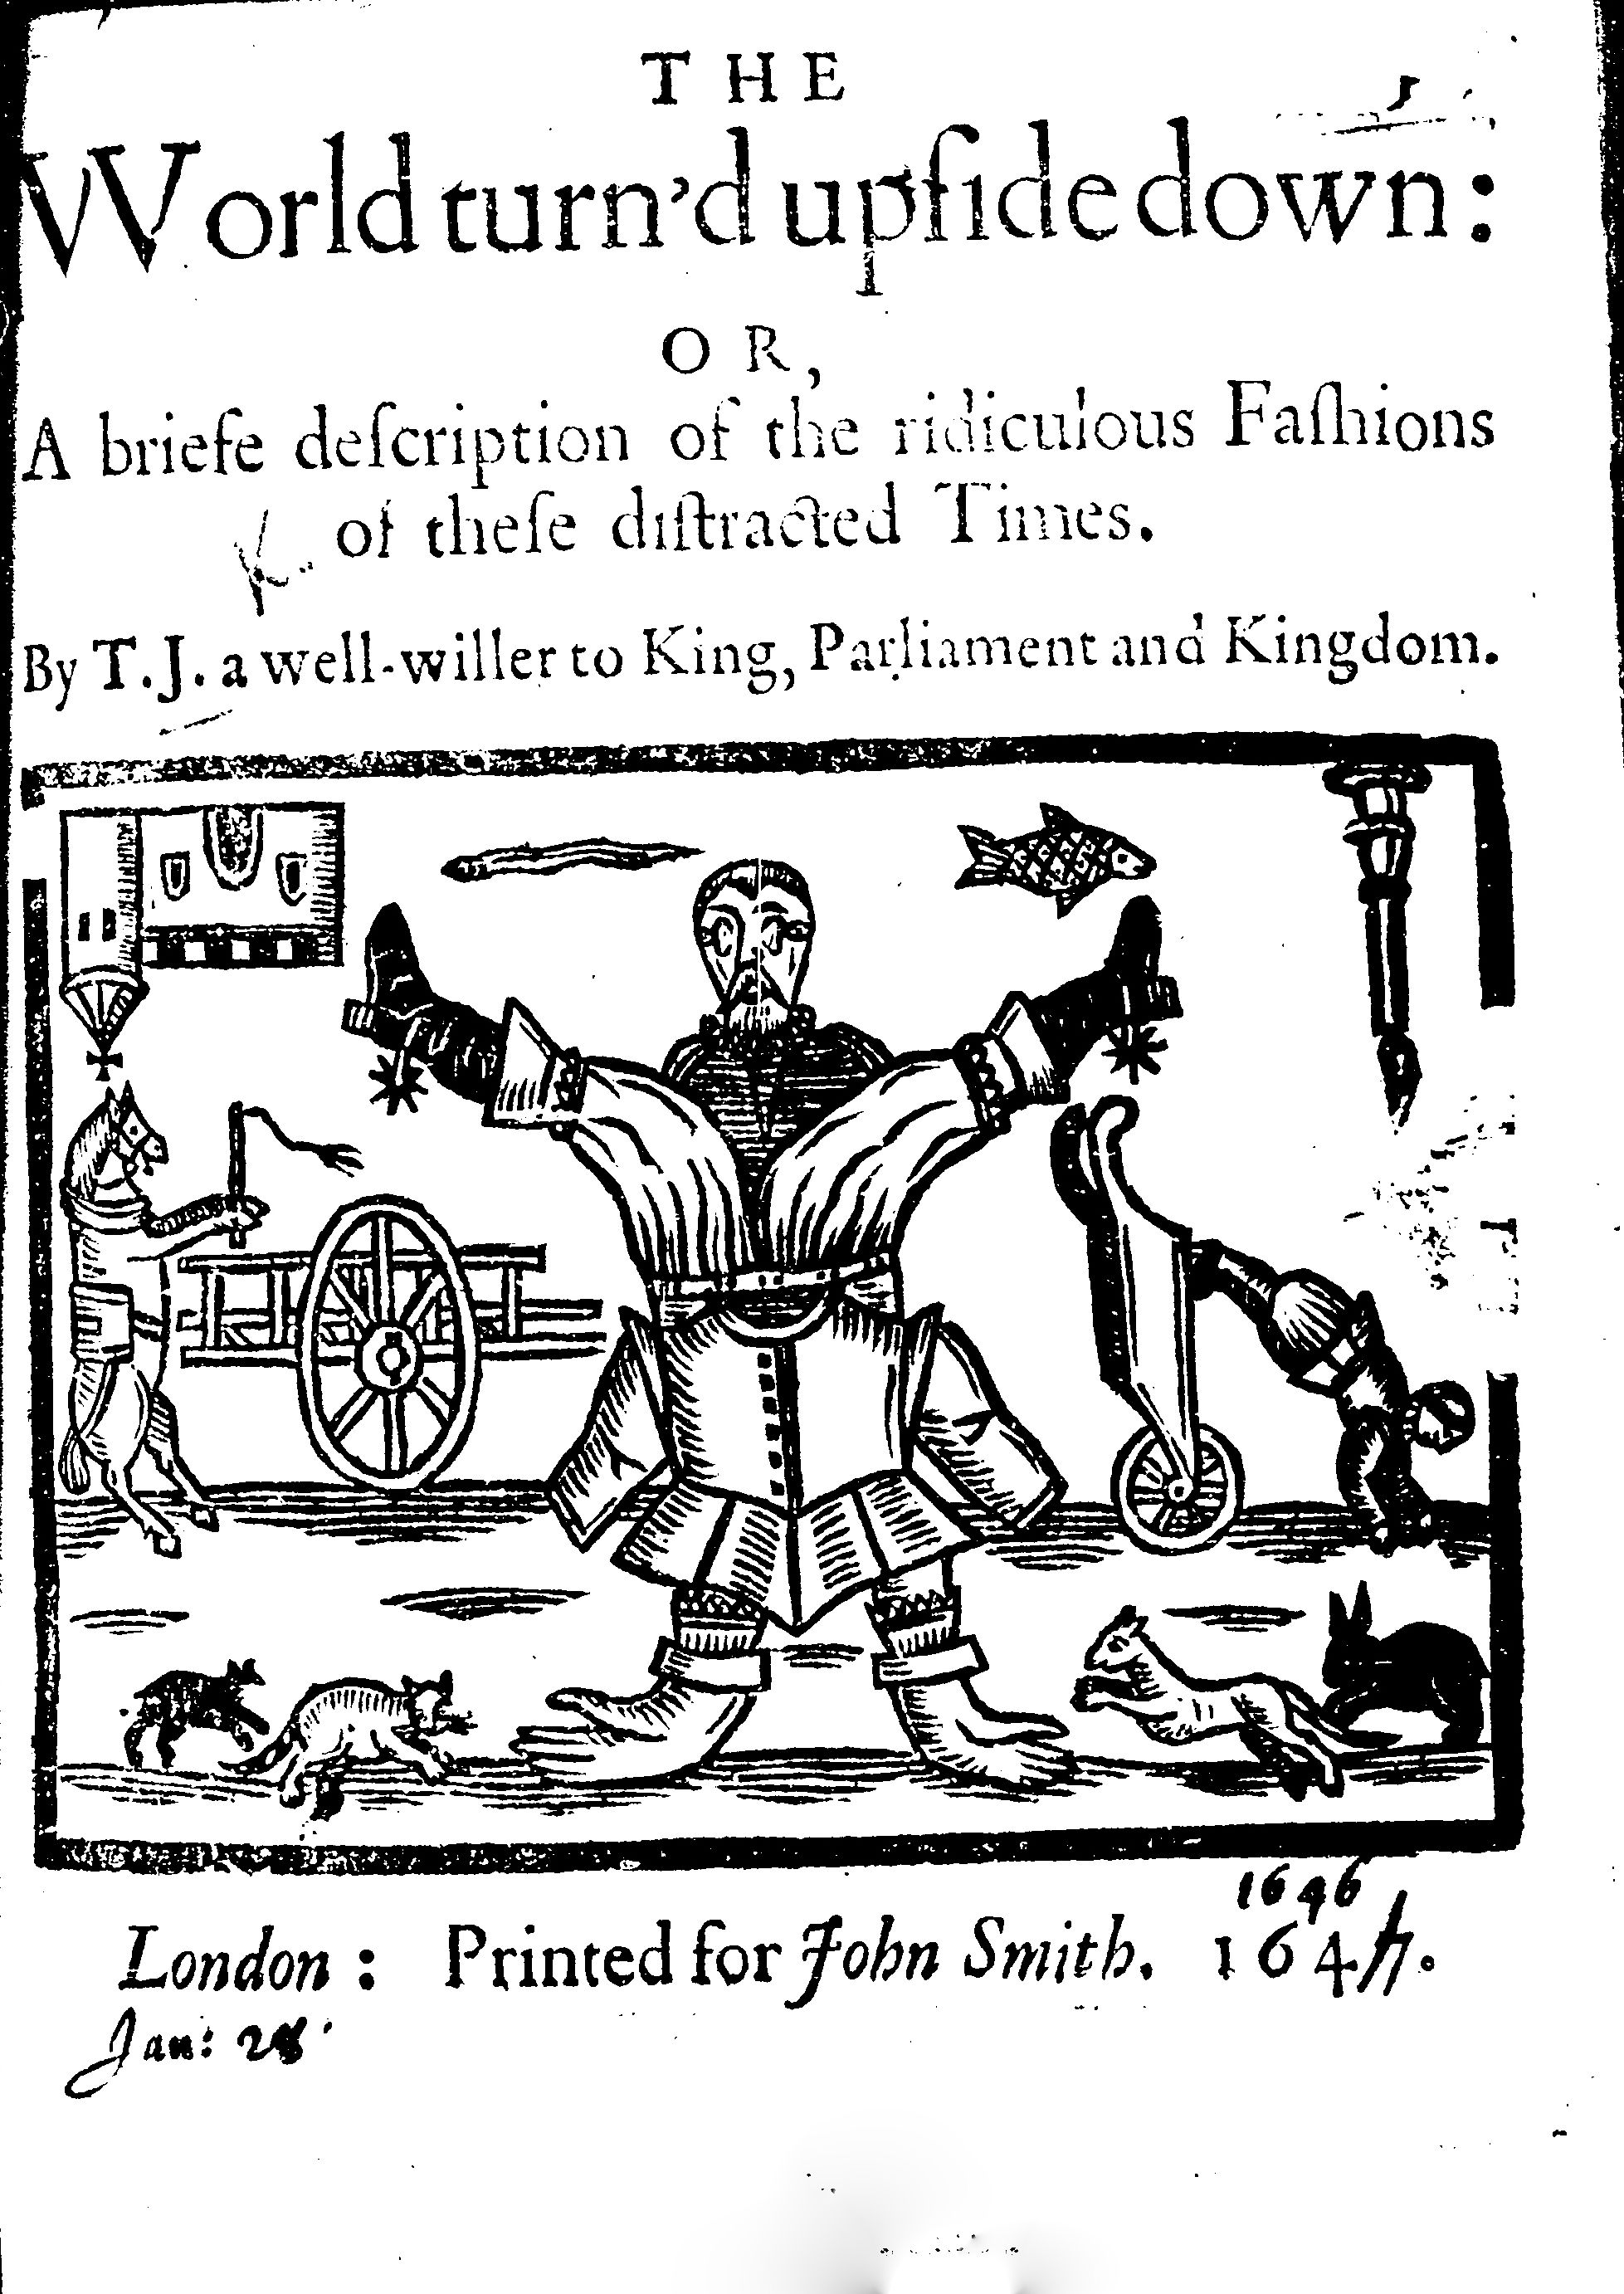 THE
World turn'd upſide down:
OR,
A briefe deſcription of the ridiculous Faſhions
of theſe diſtracted Times.
By T.J. a well-willer to King, Parliament and Kingdom.
1646
London: Printed for John Smith. 1647.
Jan: 28